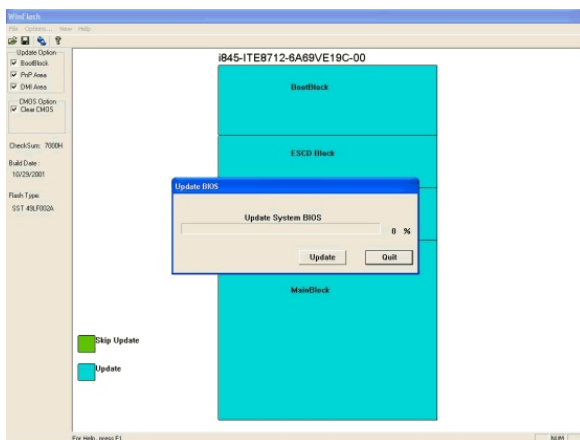 WinFlash
File Options... New Help
Update Option
BootBlock
PnP Area
DMI Area
CMOS Option
Clear CMOS
CheckSum: 7000H
Build Date:
10/29/2001
Flash Type:
SST 49LF002A
i845-ITE8712-6A69VE19C-00
BootBlock
ESCD Block
Update BIOS
Update System BIOS
0 %
Update Quit
MainBlock
Skip Update
Update
For Help, press F1
NUM